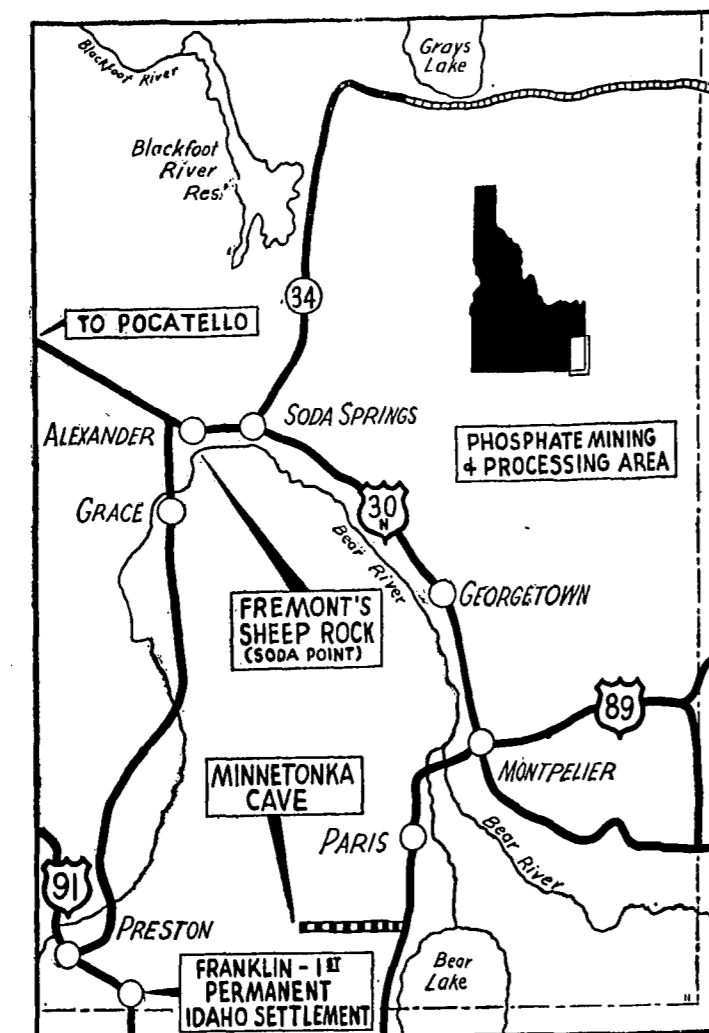 Blackfoot River
Grays
Lake
Blackfoot
River
Res.
34
TO POCATELLO
ALEXANDER
SODA SPRINGS
PHOSPHATE MINING
& PROCESSING AREA
GRACE
30
N
Bear River
GEORGETOWN
FREMONT'S
SHEEP ROCK
(SODA POINT)
89
MINNETONKA
CAVE
MONTPELIER
PARIS
Bear River
91
PRESTON
FRANKLIN - 1ST
PERMANENT
IDAHO SETTLEMENT
Bear
Lake
11